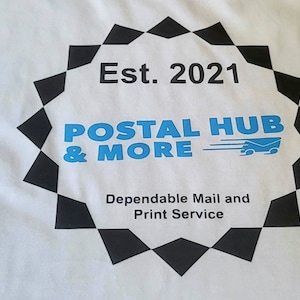 Est. 2021
POSTAL HUB
& MORE
Dependable Mail and
Print Service